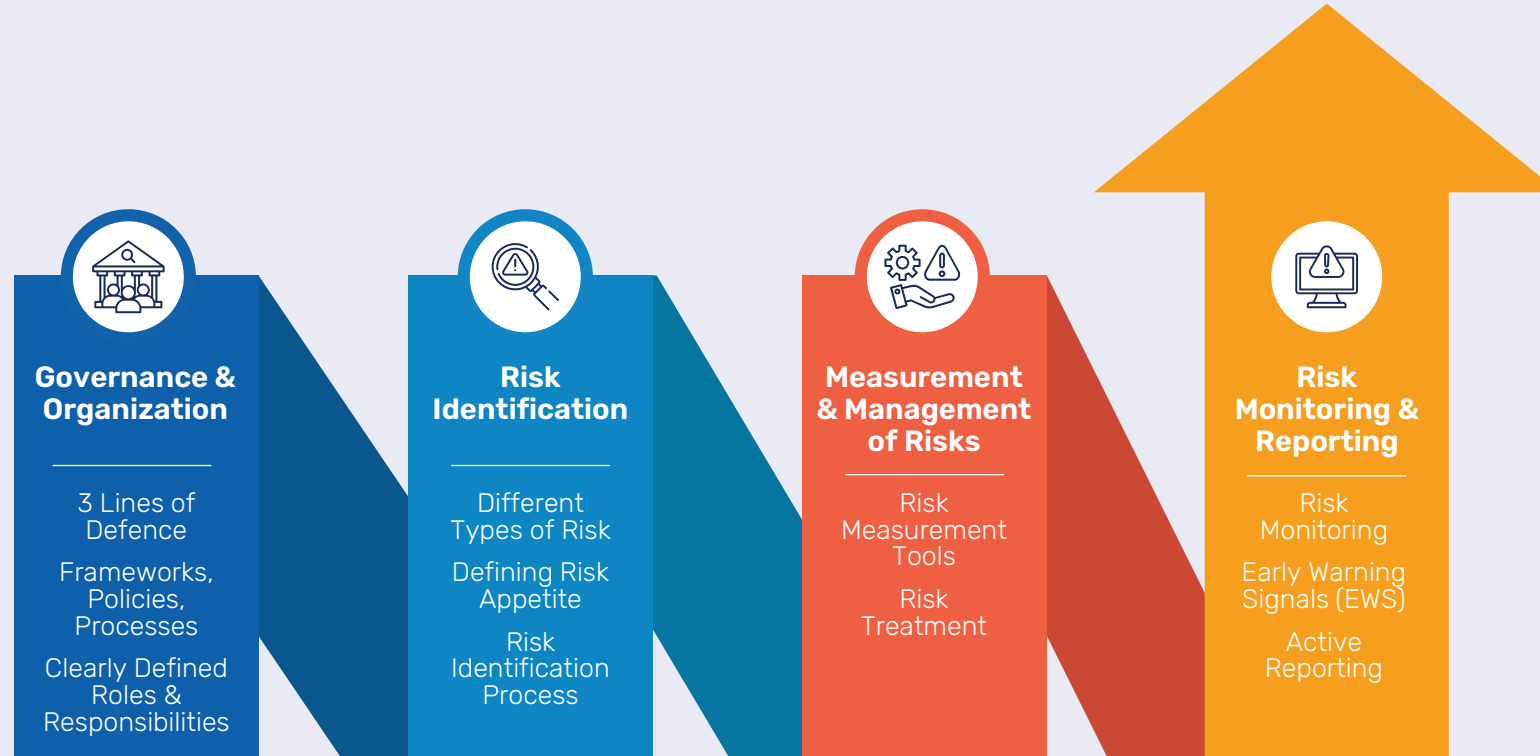 Governance &
Organization
3 Lines of
Defence
Frameworks,
Policies,
Processes
Clearly Defined
Roles &
Responsibilities
Risk
Identification
Different
Types of Risk
Defining Risk
Appetite
Risk
Identification
Process
Measurement
& Management
of Risks
Risk
Measurement
Tools
Risk
Treatment
Risk
Monitoring &
Reporting
Risk
Monitoring
Early Warning
Signals (EWS)
Active
Reporting